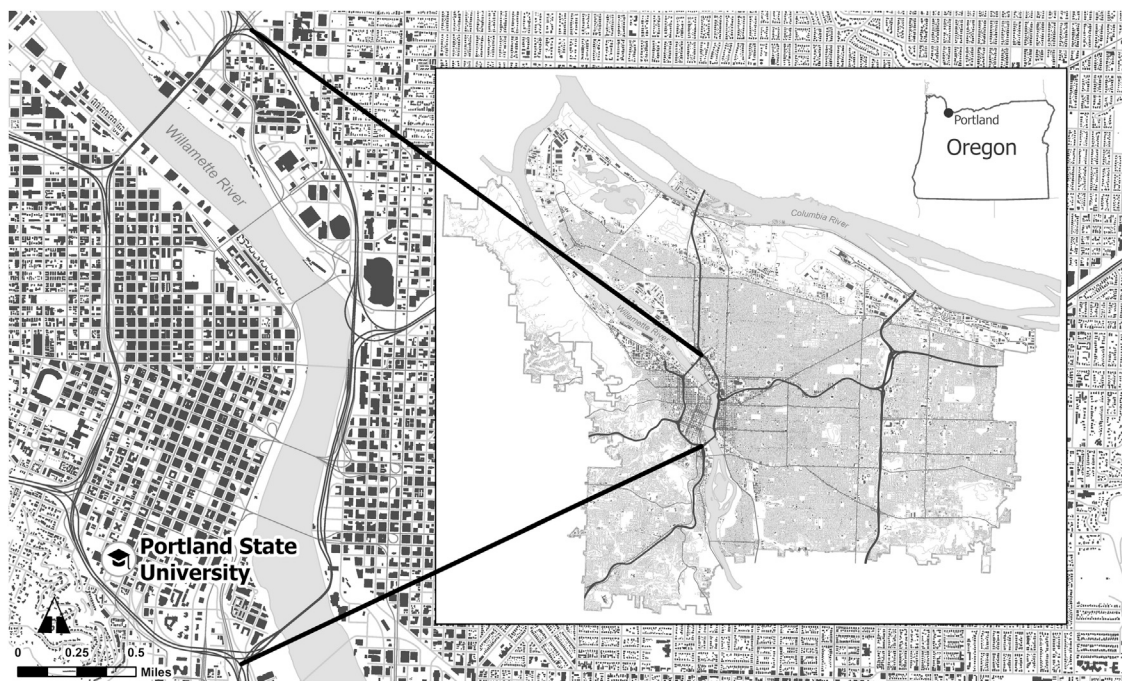 Willamette River
Portland
Oregon
Columbia River
Willamette River
Portland State
University
0 0.25 0.5
Miles